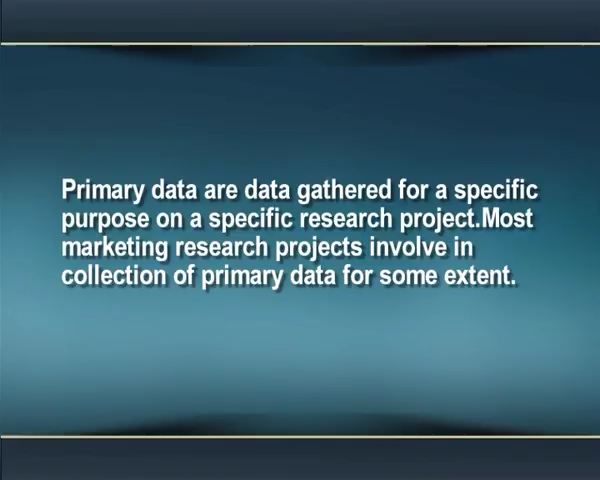 Primary data are data gathered for a specific
purpose on a specific research project.Most
marketing research projects involve in
collection of primary data for some extent.